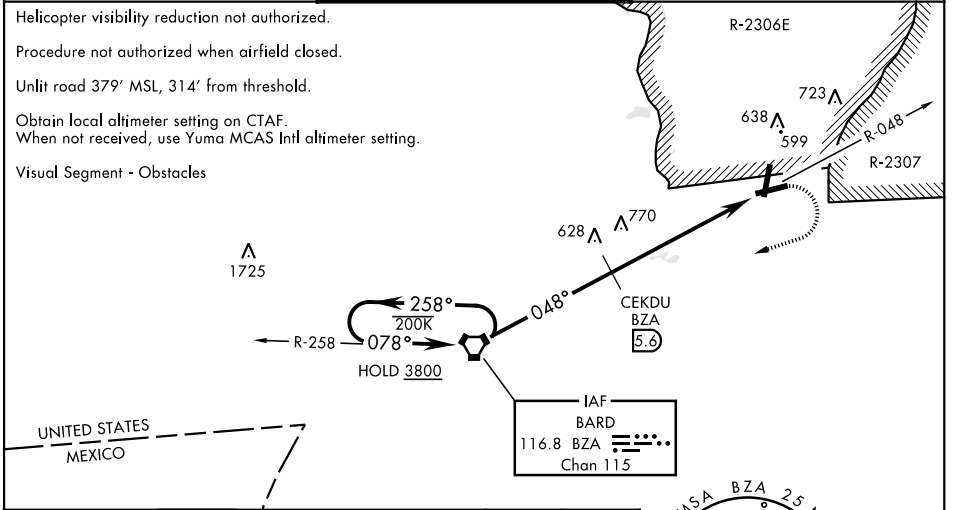 Helicopter visibility reduction not authorized.
Procedure not authorized when airfield closed.
Unlit road 379' MSL, 314' from threshold.
Obtain local altimeter setting on CTAF.
When not received, use Yuma MCAS Intl altimeter setting.
Visual Segment - Obstacles
R-2306E
723
638
599
R-048
R-2307
628
770
1725
258°
200K
048°
CEKDU
BZA
5.6
R-258
078°
HOLD 3800
IAF
BARD
116.8 BZA
Chan 115
UNITED STATES
MEXICO
MSA BZA 25